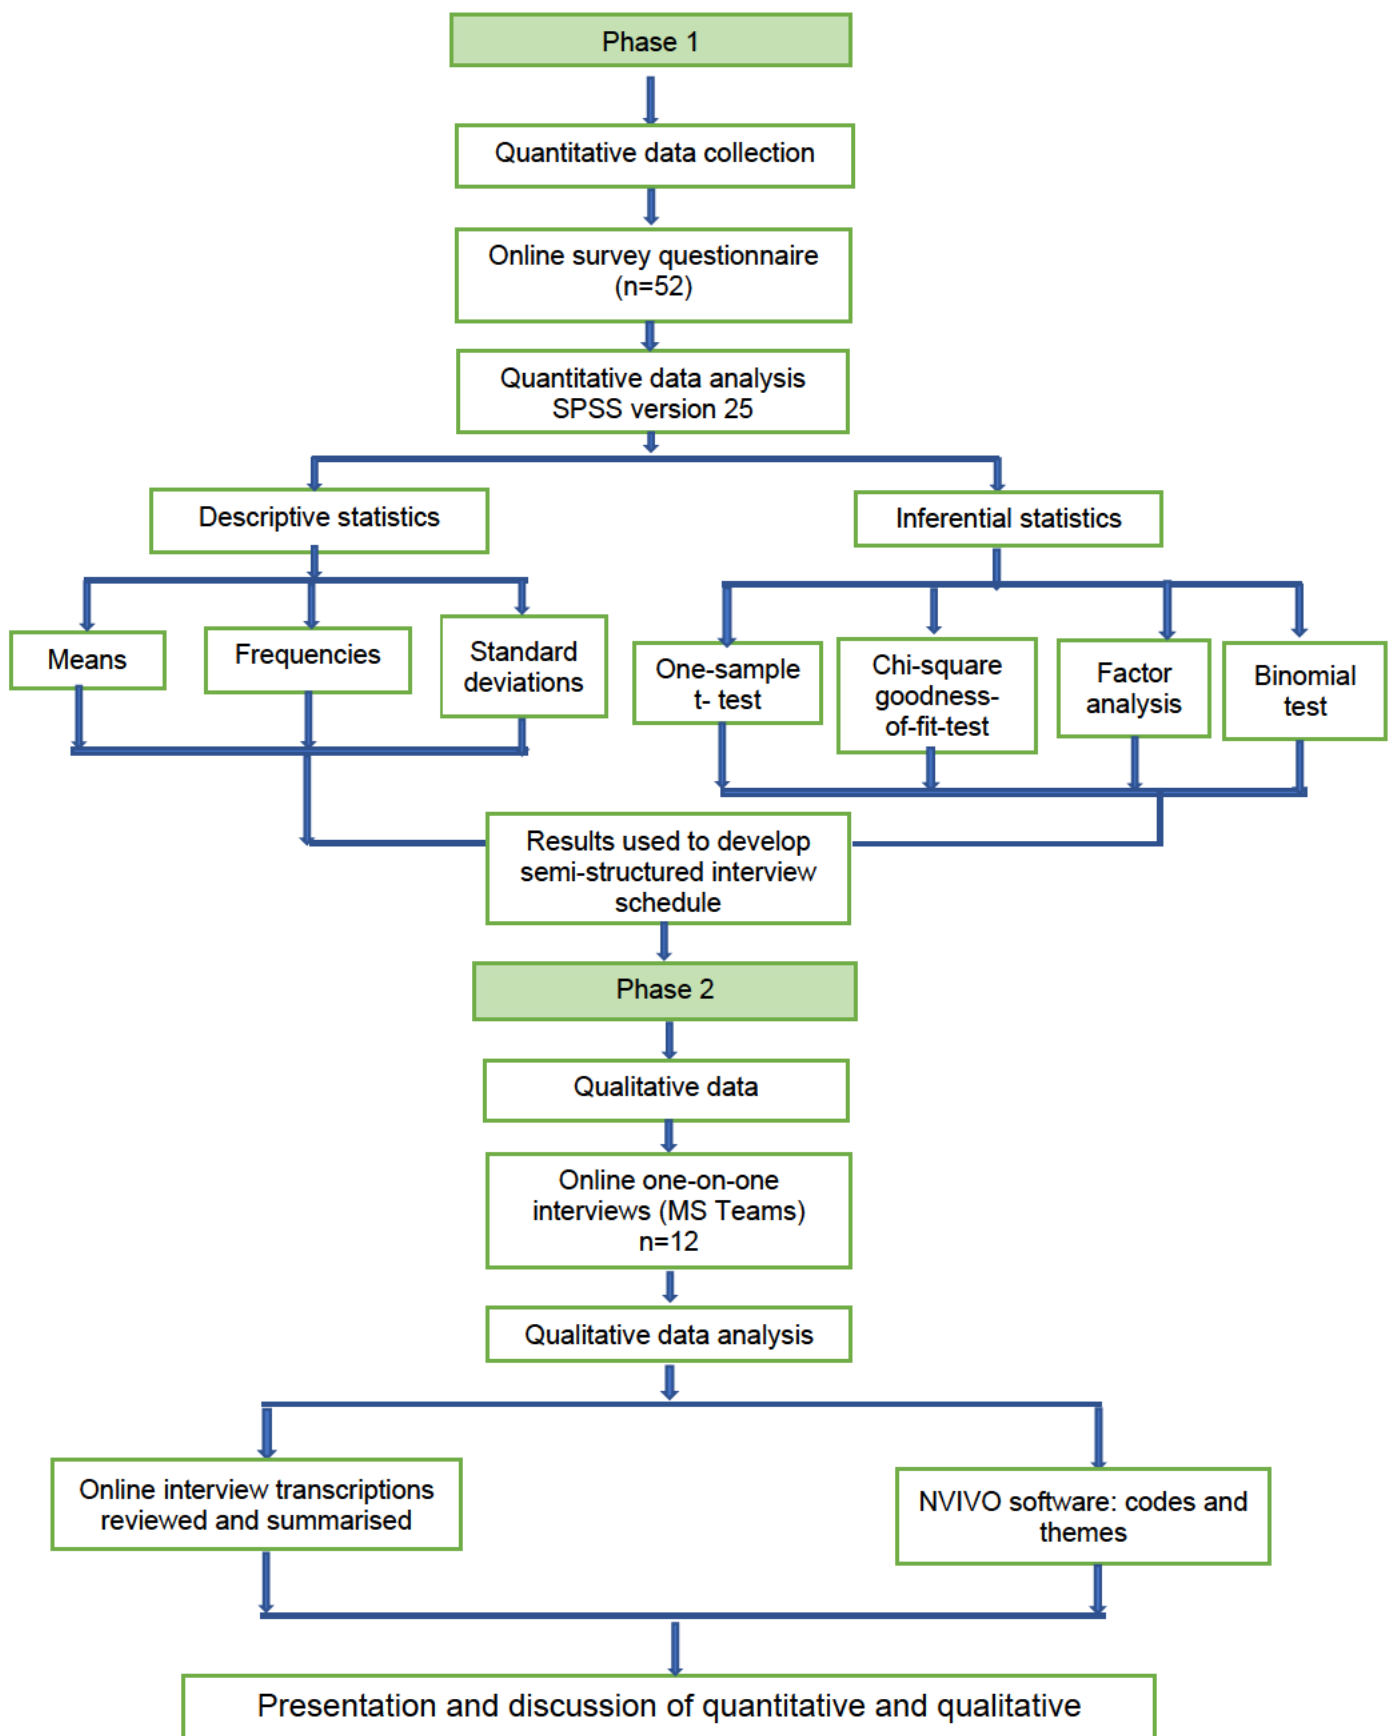 Phase 1
Quantitative data collection
Online survey questionnaire
(n=52)
Quantitative data analysis
SPSS version 25
Descriptive statistics
Inferential statistics
Means
Frequencies
Standard
deviations
One-sample
t- test
Chi-square
goodness-
of-fit-test
Factor
analysis
Binomial
test
Results used to develop
semi-structured interview
schedule
Phase 2
Qualitative data
Online one-on-one
interviews (MS Teams)
n=12
Qualitative data analysis
Online interview transcriptions
reviewed and summarised
NVIVO software: codes and
themes
Presentation and discussion of quantitative and qualitative